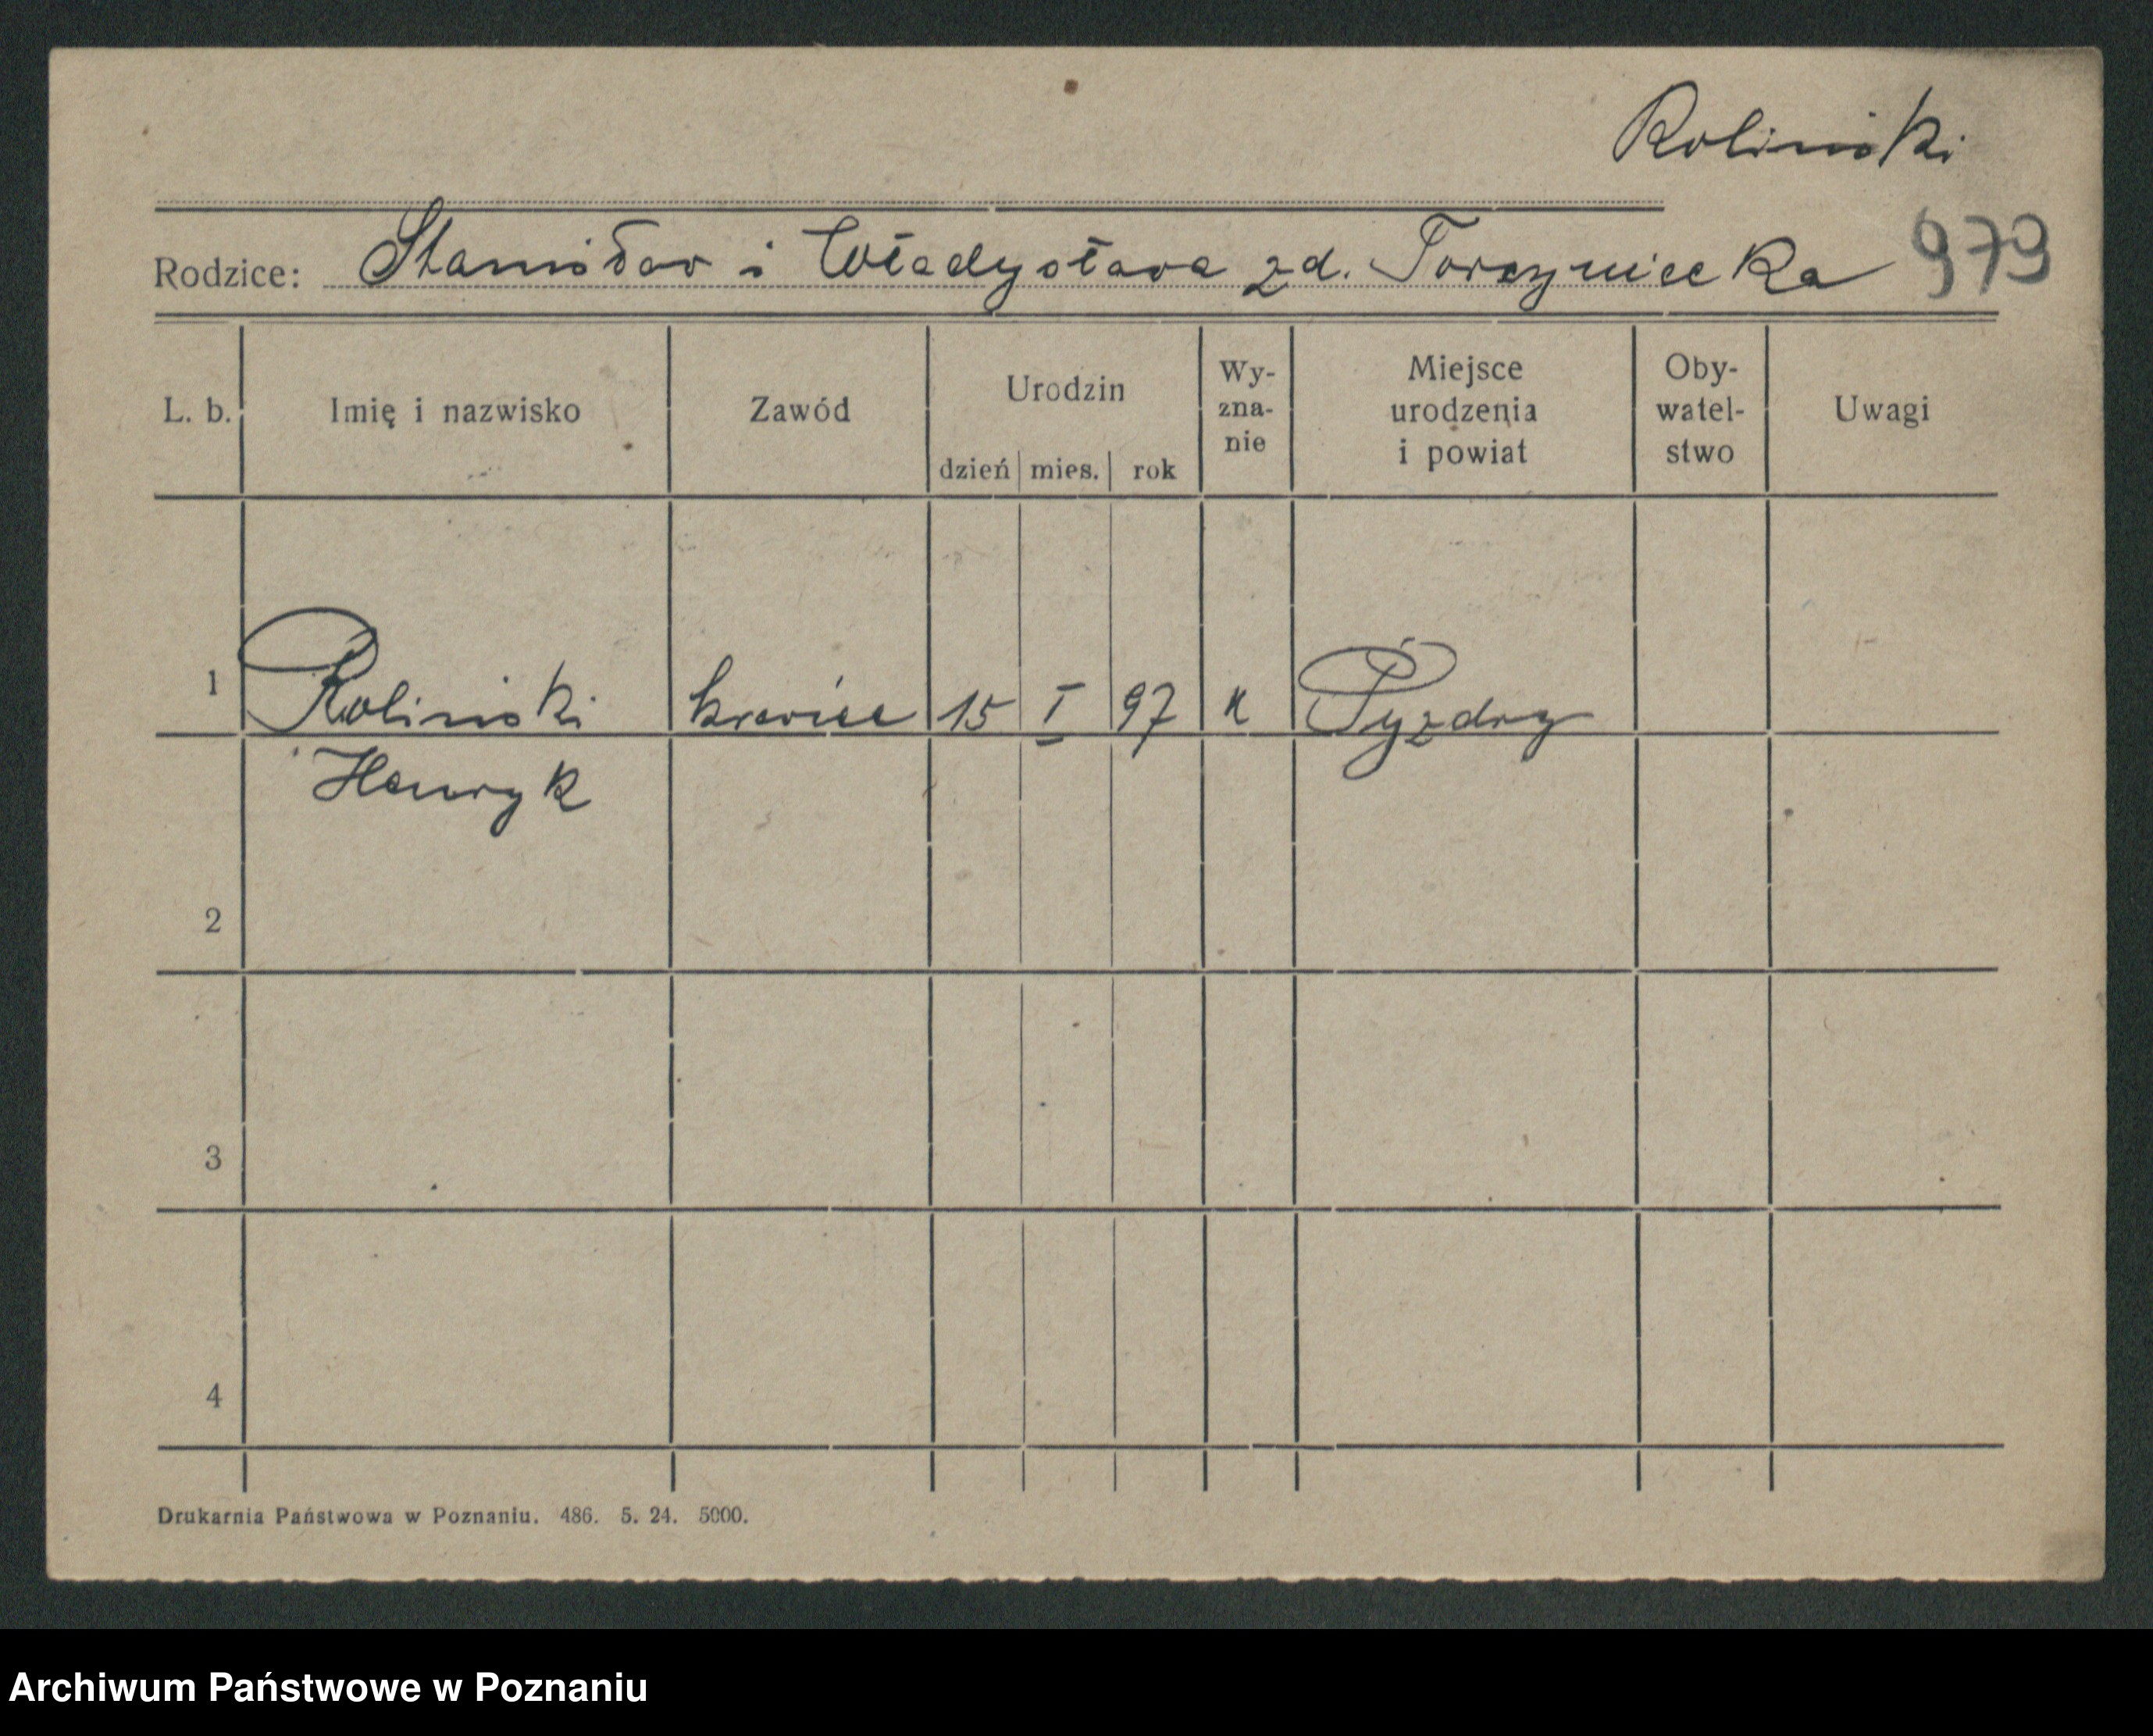 Rolinski
Rodzice: Stanisław i Władysława zd. Torczyniecka 979
L. b. Imię i nazwisko Zawód Urodzin dzień mies. rok Wy-zna-nie Miejsce urodzenia i powiat Oby-watel-stwo Uwagi
1 Rolinski krawiec 15 I 97 k Pyzdry
Henryk
2
3
4
Drukarnia Państwowa w Poznaniu. 486. 5. 24. 5000.
Archiwum Państwowe w Poznaniu